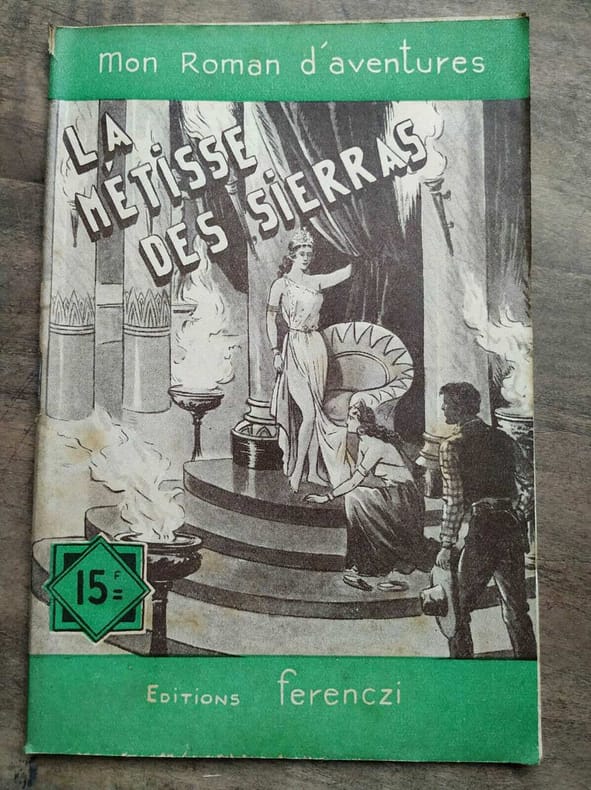 Mon Roman d'aventures
LA
MÉTISSE
DES SIERRAS
15F=
EDITIONS ferenczi